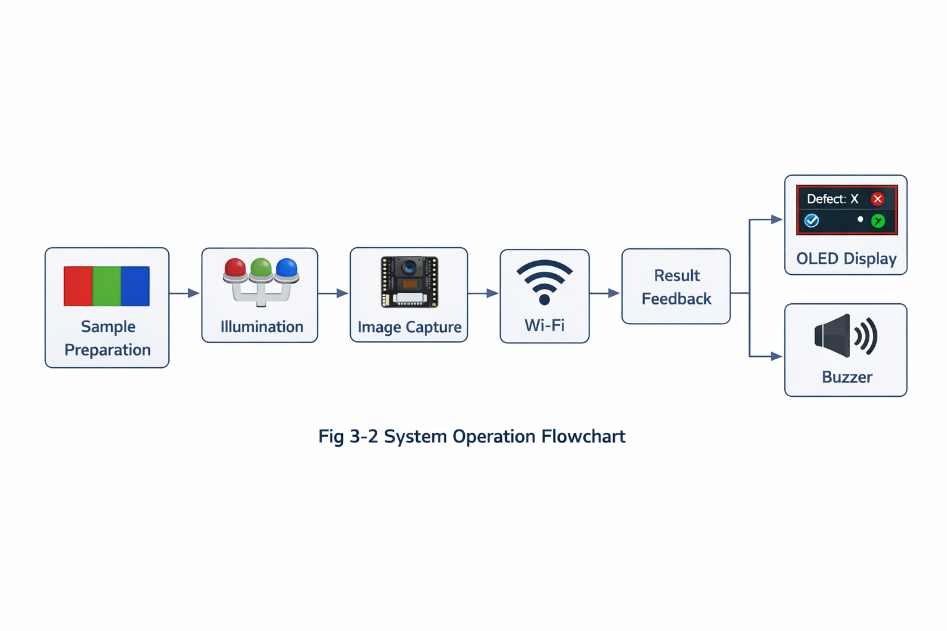 Sample
Preparation
Illumination
Image Capture
Wi-Fi
Result
Feedback
Defect: X
OLED Display
Buzzer
Fig 3-2 System Operation Flowchart